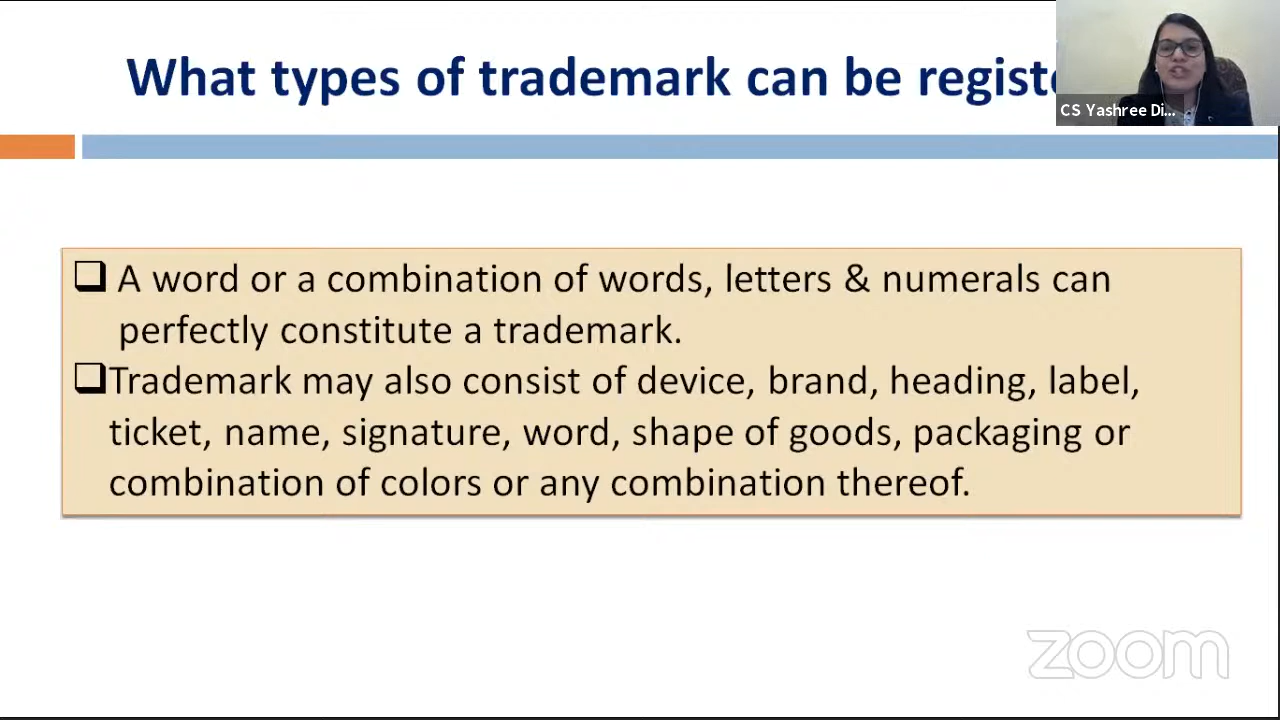 What types of trademark can be
CS Yashree Di...
A word or a combination of words, letters & numerals can
perfectly constitute a trademark.
Trademark may also consist of device, brand, heading, label,
ticket, name, signature, word, shape of goods, packaging or
combination of colors or any combination thereof.
zoom